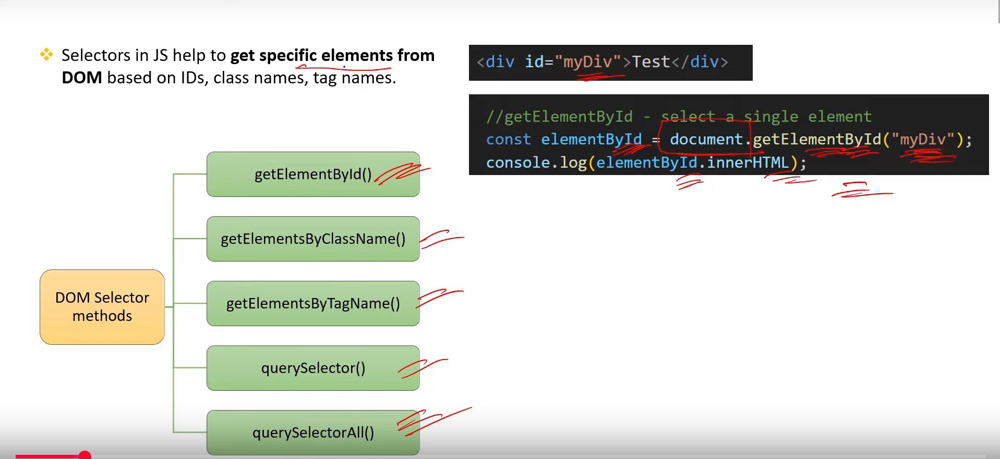 Selectors in JS help to get specific elements from
DOM based on IDs, class names, tag names.
<div id="myDiv">Test</div>
//getElementById - select a single element
const elementById = document.getElementById("myDiv");
console.log(elementById.innerHTML);
DOM Selector
methods
getElementById()
getElementsByClassName()
getElementsByTagName()
querySelector()
querySelectorAll()